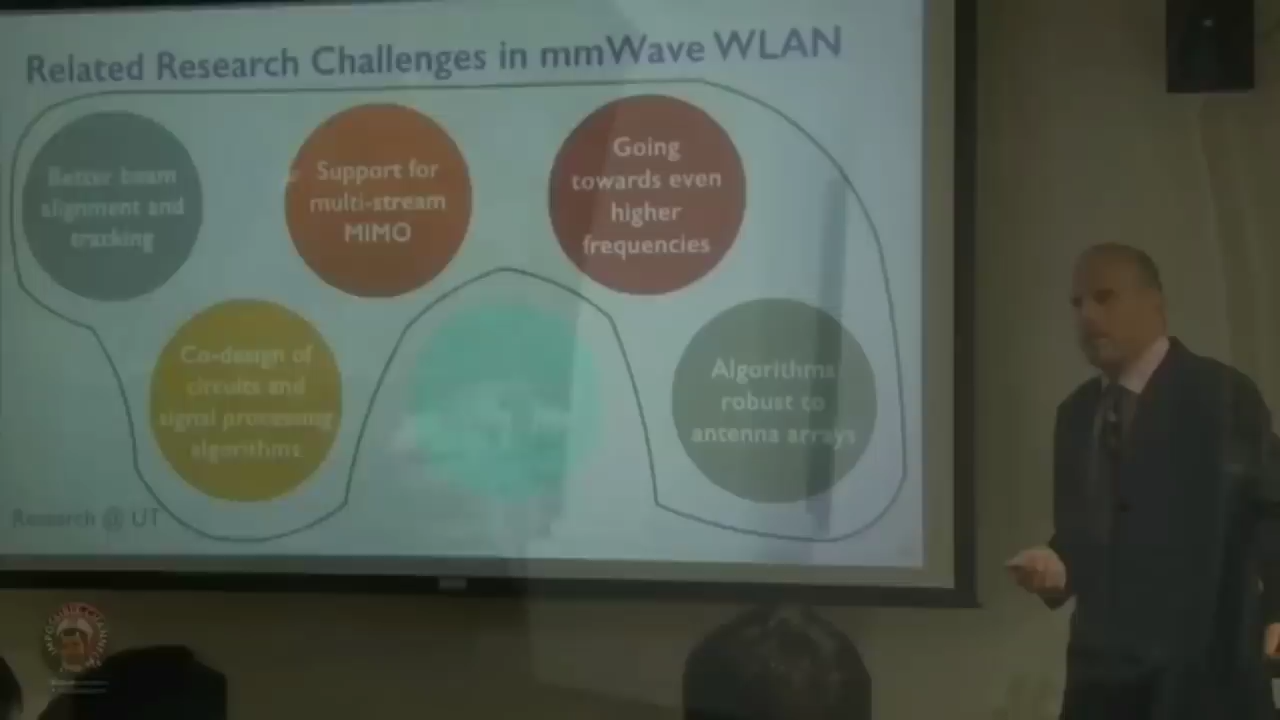 Related Research Challenges in mmWave WLAN
Better beam
alignment and
tracking
Support for
multi-stream
MIMO
Going
towards even
higher
frequencies
Co-design of
circuits and
signal processing
algorithms
Algorithms
robust to
antenna arrays
Research @ UT